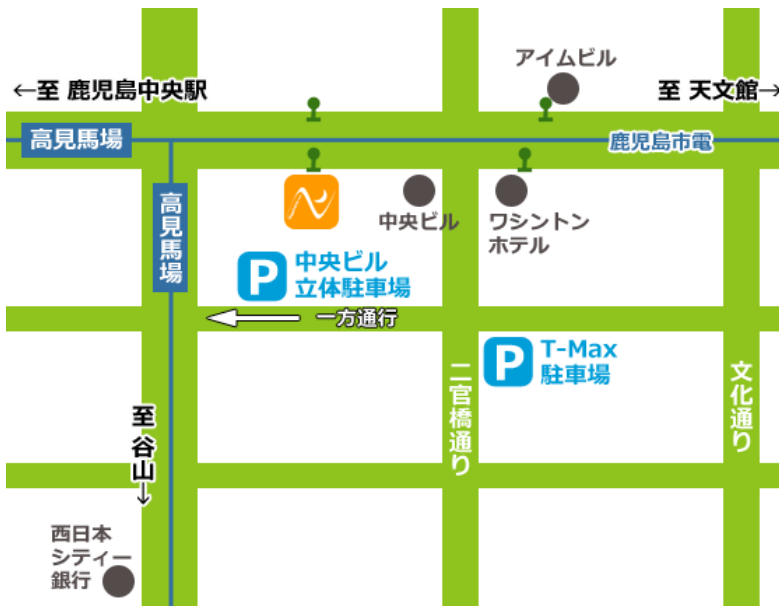 アイムビル
←至 鹿児島中央駅
至 天文館→
高見馬場
鹿児島市電
高見馬場
中央ビル
ワシントン
ホテル
P
中央ビル
立体駐車場
一方通行
P
T-Max
駐車場
二官橋通り
文化通り
至 谷山→
西日本
シティー
銀行